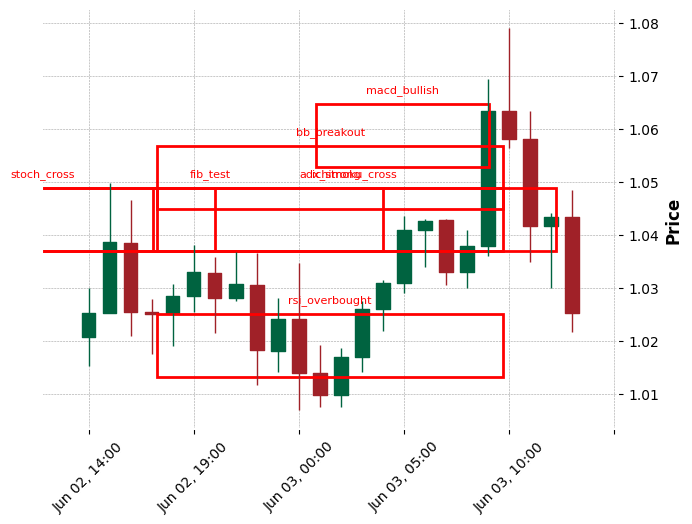 1.08
1.07
macd_bullish
1.06
bb_breakout
stoch_cross
fib_test
1.05
1.04
Price
1.03
rsi_overbought
1.02
1.01
Jun 02, 14:00
Jun 02, 19:00
Jun 03, 00:00
Jun 03, 05:00
Jun 03, 10:00